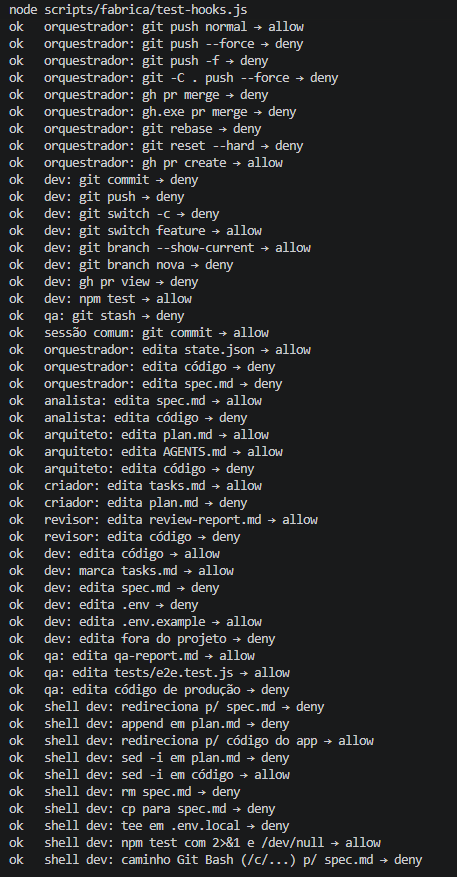 node scripts/fabrica/test-hooks.js
ok   orquestrador: git push normal → allow
ok   orquestrador: git push --force → deny
ok   orquestrador: git push -f → deny
ok   orquestrador: git -C . push --force → deny
ok   orquestrador: gh pr merge → deny
ok   orquestrador: gh.exe pr merge → deny
ok   orquestrador: git rebase → deny
ok   orquestrador: git reset --hard → deny
ok   orquestrador: gh pr create → allow
ok   dev: git commit → deny
ok   dev: git push → deny
ok   dev: git switch -c → deny
ok   dev: git switch feature → allow
ok   dev: git branch --show-current → allow
ok   dev: git branch nova → deny
ok   dev: gh pr view → deny
ok   dev: npm test → allow
ok   qa: git stash → deny
ok   sessão comum: git commit → allow
ok   orquestrador: edita state.json → allow
ok   orquestrador: edita código → deny
ok   orquestrador: edita spec.md → deny
ok   analista: edita spec.md → allow
ok   analista: edita código → deny
ok   arquiteto: edita plan.md → allow
ok   arquiteto: edita AGENTS.md → allow
ok   arquiteto: edita código → deny
ok   criador: edita tasks.md → allow
ok   criador: edita plan.md → deny
ok   revisor: edita review-report.md → allow
ok   revisor: edita código → deny
ok   dev: edita código → allow
ok   dev: marca tasks.md → allow
ok   dev: edita spec.md → deny
ok   dev: edita .env → deny
ok   dev: edita .env.example → allow
ok   dev: edita fora do projeto → deny
ok   qa: edita qa-report.md → allow
ok   qa: edita tests/e2e.test.js → allow
ok   qa: edita código de produção → deny
ok   shell dev: redireciona p/ spec.md → deny
ok   shell dev: append em plan.md → deny
ok   shell dev: redireciona p/ código do app → allow
ok   shell dev: sed -i em plan.md → deny
ok   shell dev: sed -i em código → allow
ok   shell dev: rm spec.md → deny
ok   shell dev: cp para spec.md → deny
ok   shell dev: tee em .env.local → deny
ok   shell dev: npm test com 2>&1 e /dev/null → allow
ok   shell dev: caminho Git Bash (/c/...) p/ spec.md → deny